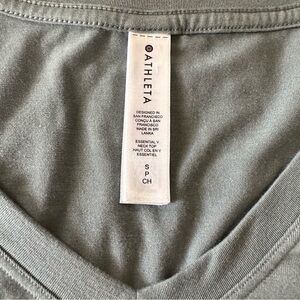 ATHLETA
DESIGNED IN
SAN FRANCISCO
CONÇU A SAN
FRANCISCO
MADE IN SRI
LANKA
ESSENTIAL V
NECK TOP
HAUT COL EN V
ESSENTIEL
S
P
CH